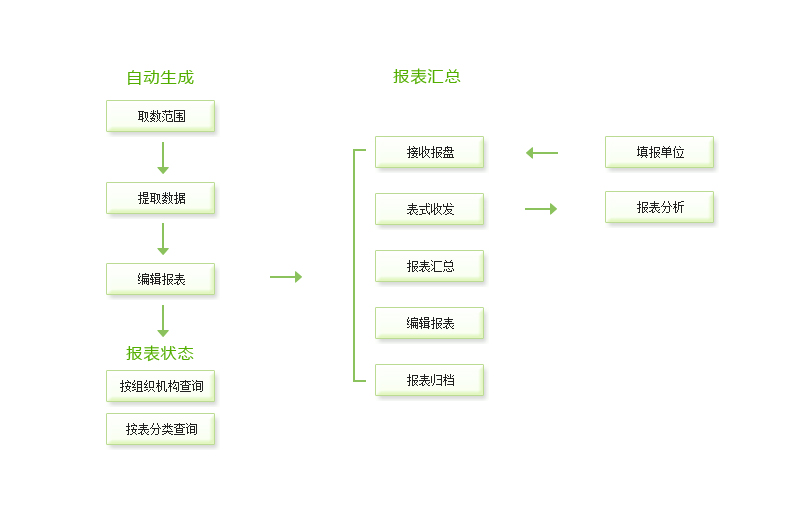 自动生成
取数范围
提取数据
编辑报表
报表状态
按组织机构查询
按表分类查询
报表汇总
接收报盘
表式收发
报表汇总
编辑报表
报表归档
填报单位
报表分析